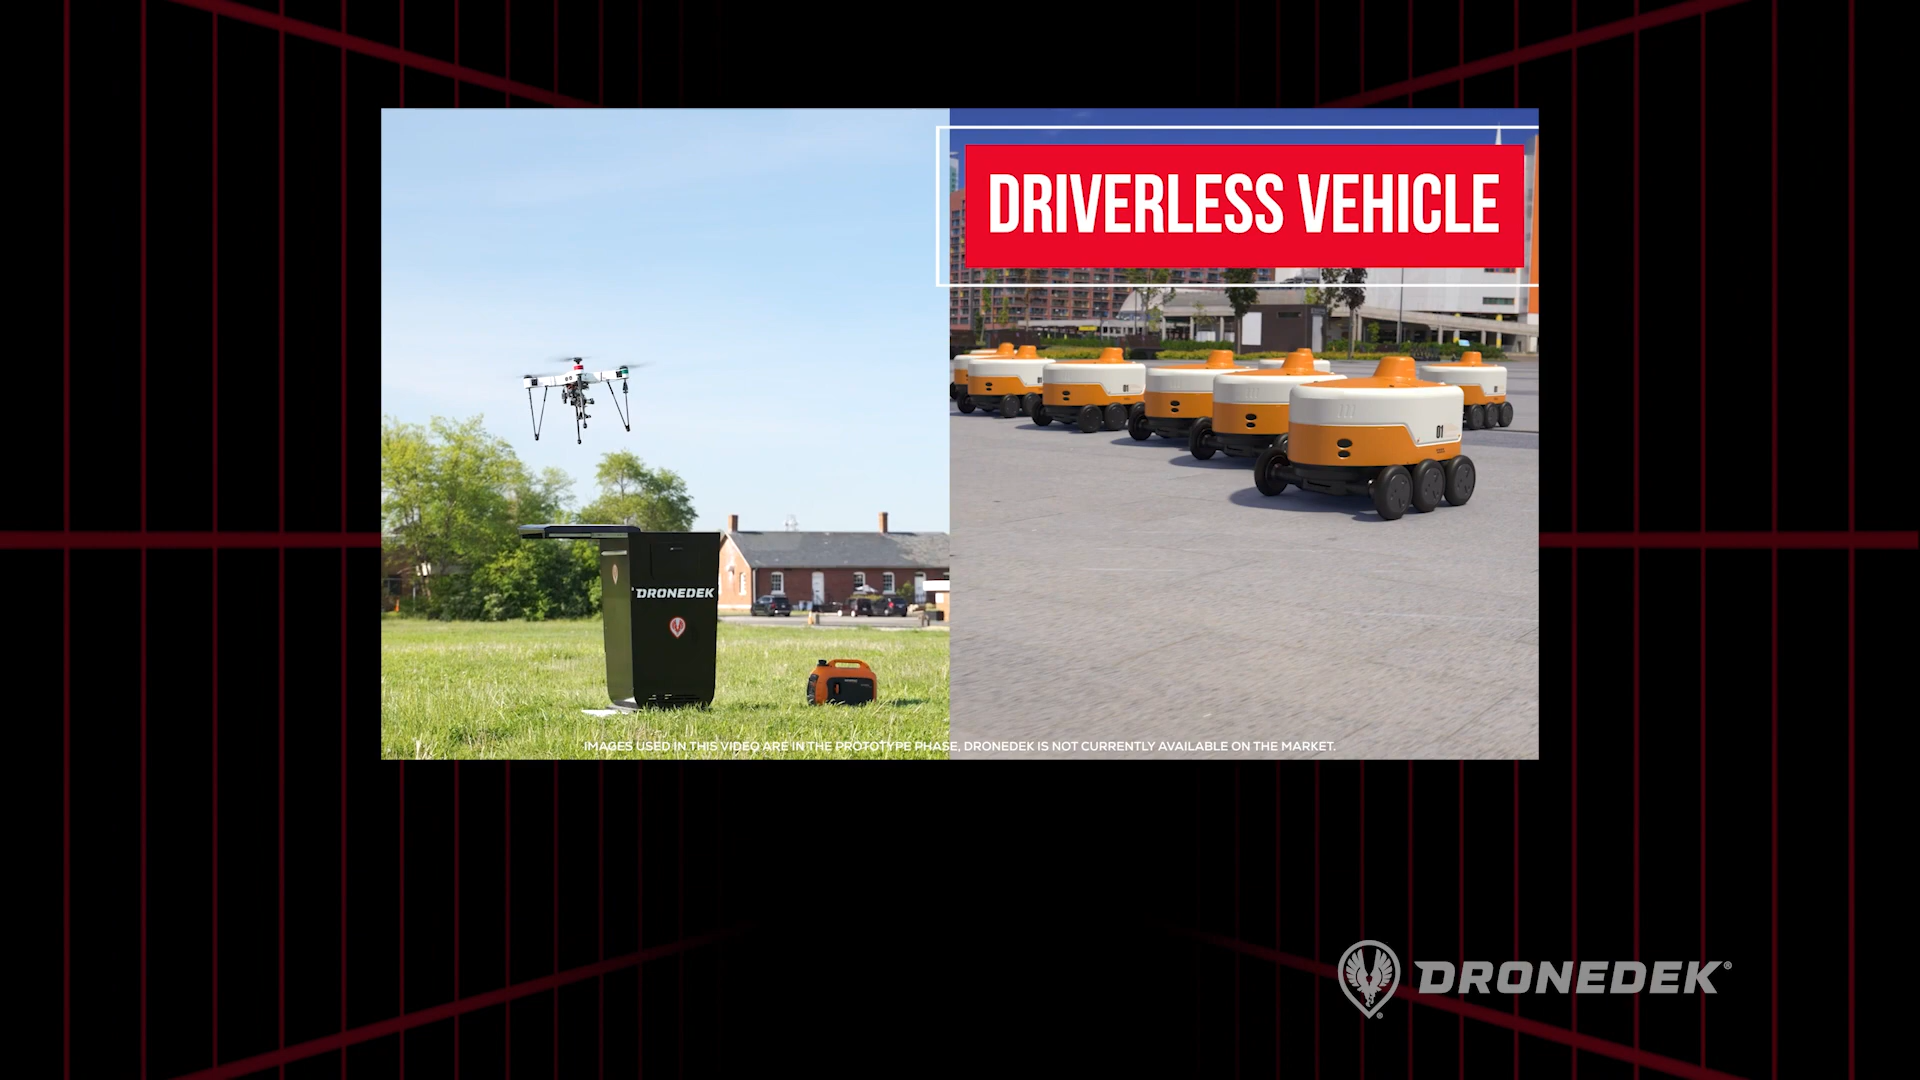 DRIVERLESS VEHICLE
01
01
DRONEDEK
IMAGES USED IN THIS VIDEO ARE IN THE PROTOTYPE PHASE, DRONEDEK IS NOT CURRENTLY AVAILABLE ON THE MARKET.
DRONEDEK®